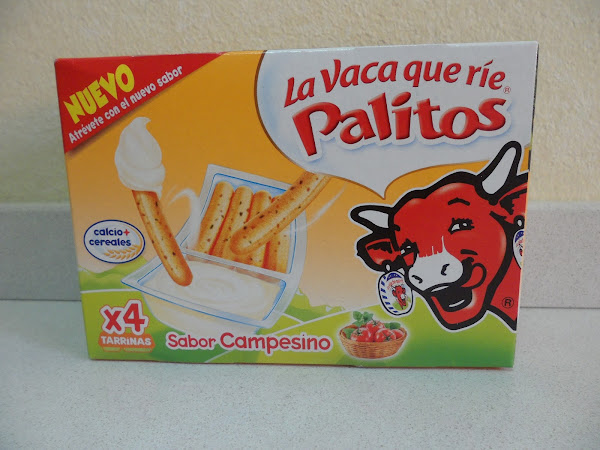 NUEVO
Atrévete con el nuevo sabor
La Vaca que ríe®
Palitos
calcio+
cereales
x4
TARRINAS
Sabor Campesino
®